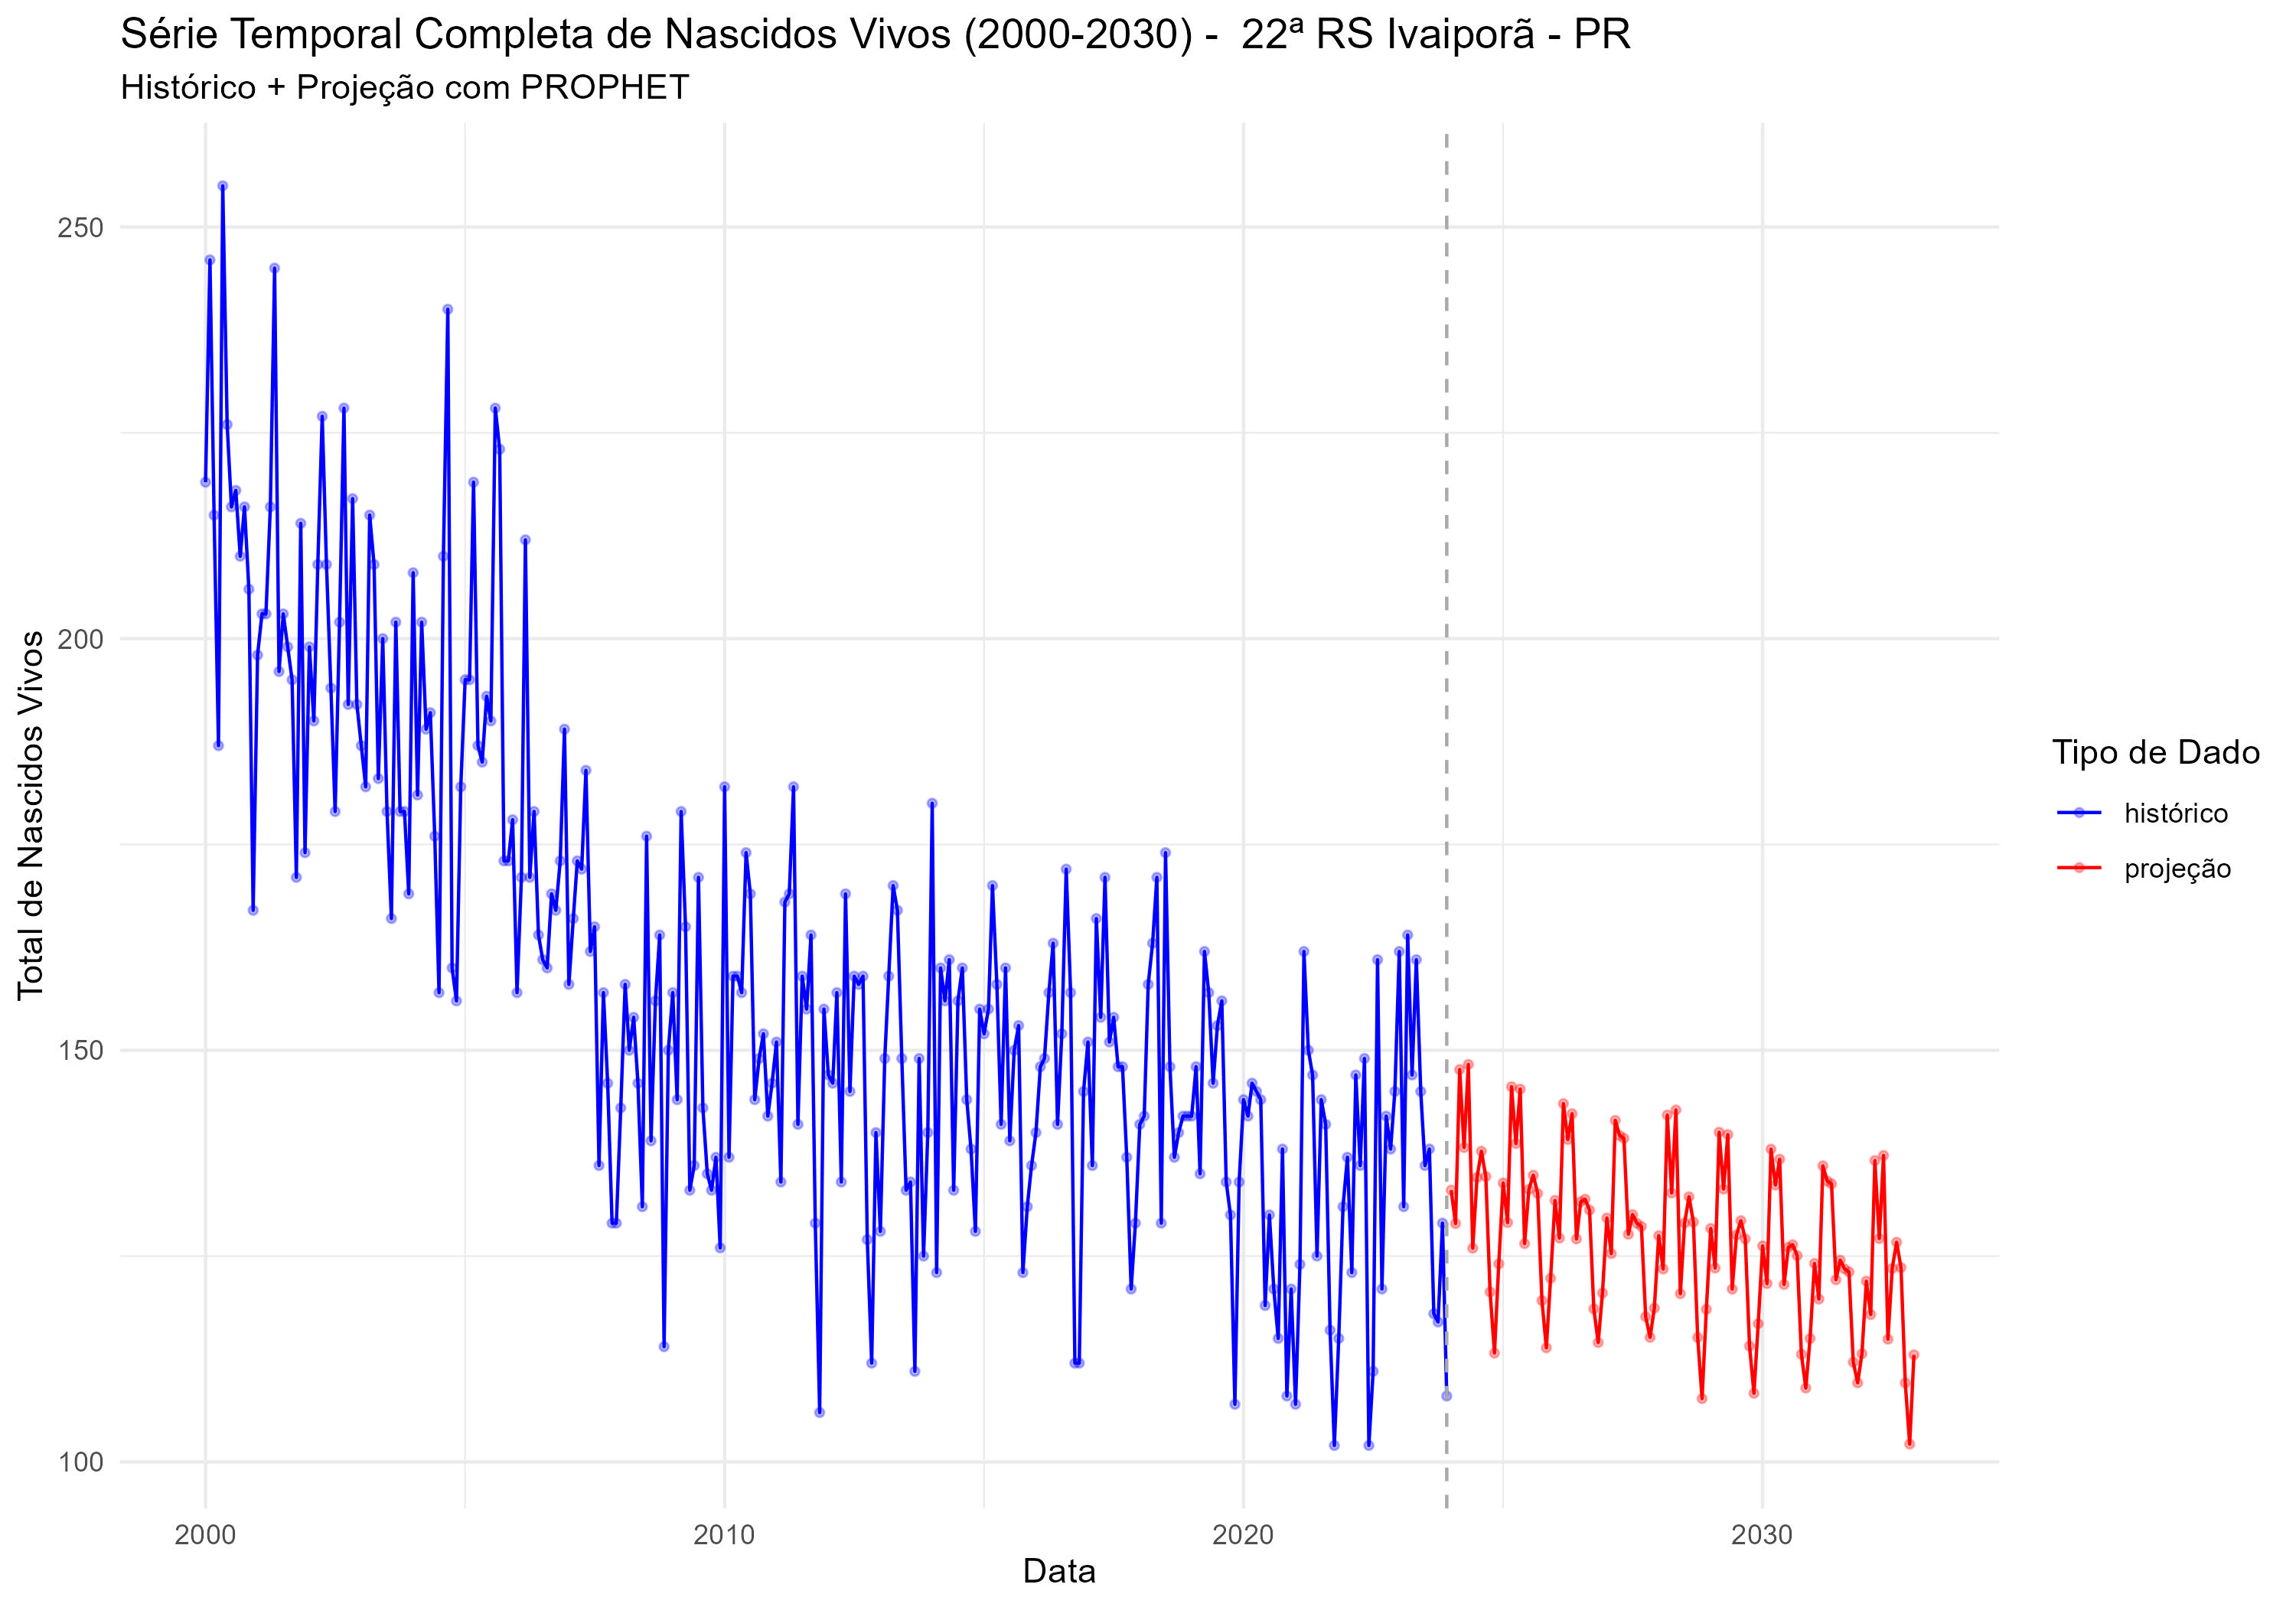 Série Temporal Completa de Nascidos Vivos (2000-2030) -  22ª RS Ivaiporã - PR
Histórico + Projeção com PROPHET
250
200
150
100
Total de Nascidos Vivos
2000
2010
2020
2030
Data
Tipo de Dado
histórico
projeção